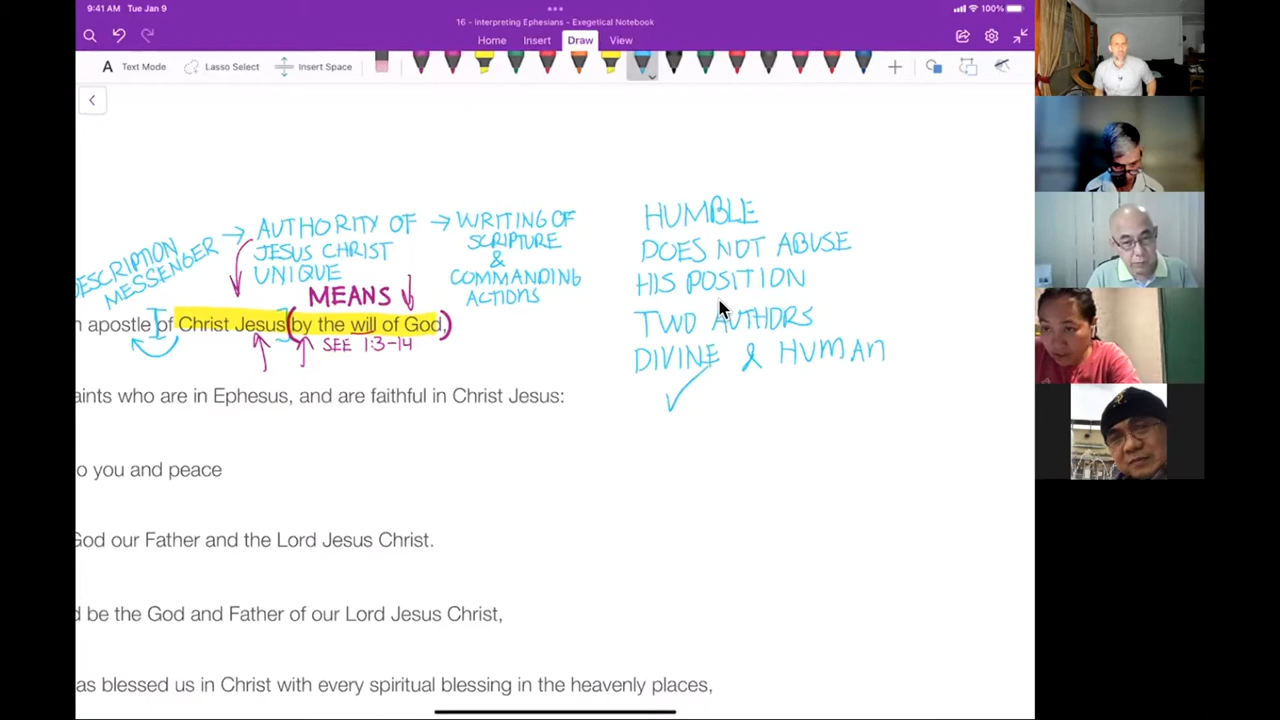 9:41 AM Tue Jan 9
100%
16 - Interpreting Ephesians - Exegetical Notebook
Home Insert Draw View
Text Mode Lasso Select Insert Space
DESCRIPTION
MESSENGER
→ AUTHORITY OF
JESUS CHRIST
UNIQUE
→ WRITING OF
SCRIPTURE
&
COMMANDING
ACTIONS
HUMBLE
DOES NOT ABUSE
HIS POSITION
TWO AUTHORS
DIVINE & HUMAN
MEANS
n apostle of Christ Jesus (by the will of God,)
SEE 1:3-14
aints who are in Ephesus, and are faithful in Christ Jesus:
o you and peace
God our Father and the Lord Jesus Christ.
d be the God and Father of our Lord Jesus Christ,
as blessed us in Christ with every spiritual blessing in the heavenly places,